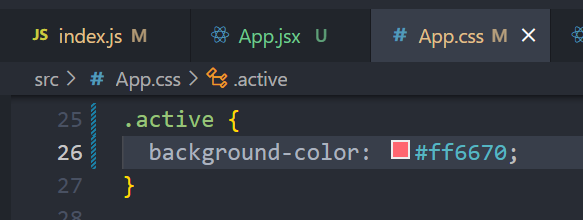 JS index.js M App.jsx U # App.css M
src > # App.css > .active
25 .active {
26 background-color: #ff6670;
27 }
28